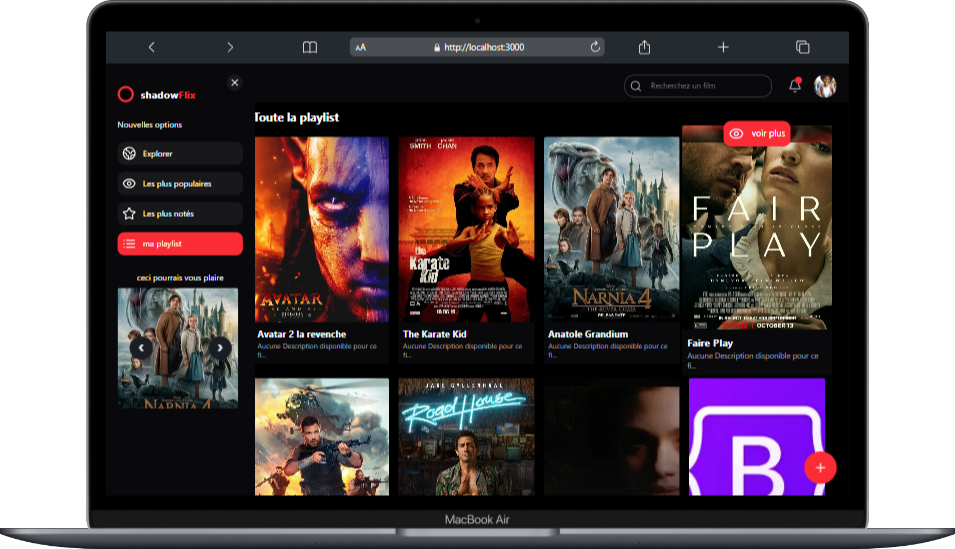 http://localhost:3000
AA
shadowFlix
Recherchez un film
Nouvelles options
Explorer
Les plus populaires
Les plus notés
ma playlist
ceci pourrais vous plaire
NARNIA 4
Toute la playlist
voir plus
AVATAR
Avatar 2 la revenche
Aucune Description disponible pour ce
fi...
SMITH CHAN
the
Karate
Kid
The Karate Kid
Aucune Description disponible pour ce
fi...
NARNIA 4
Anatole Grandium
Aucune Description disponible pour ce
fi...
FAIR
PLAY
OCTOBER 13
Faire Play
Aucune Description disponible pour ce
fi...
JAKE GYLLENHAAL
Road House
B
+
MacBook Air